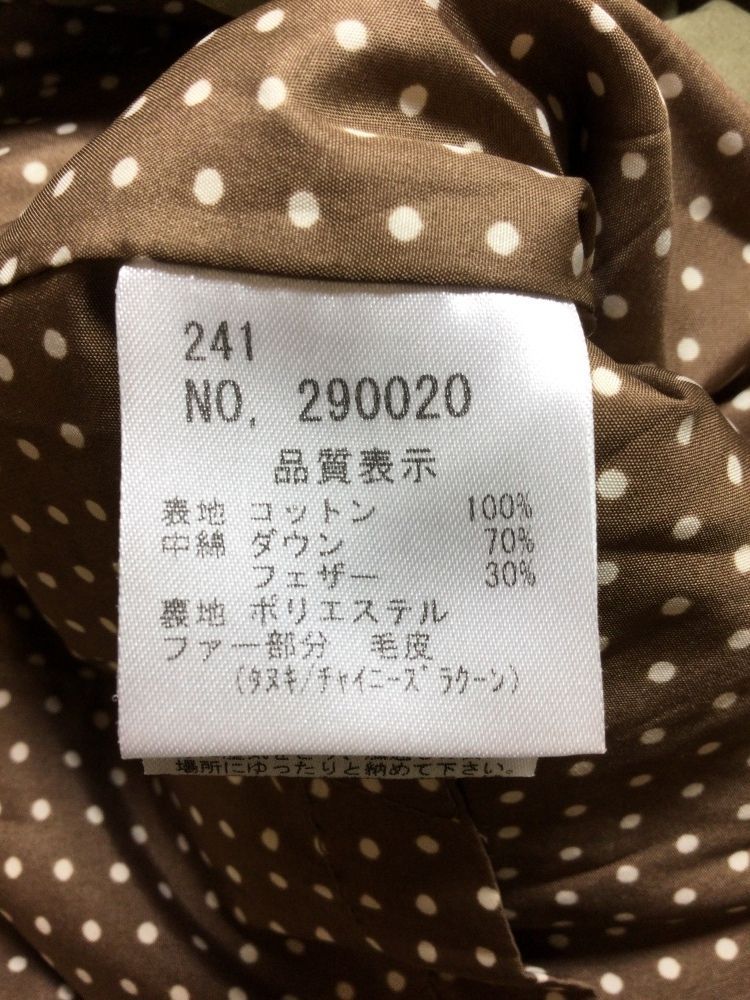 241
NO. 290020
品質表示
表地 コットン 100%
中綿 ダウン 70%
フェザー 30%
裏地 ポリエステル
ファー部分 毛皮
(タヌキ/チャイニーズラクーン)
場所にゆったりと納めて下さい。